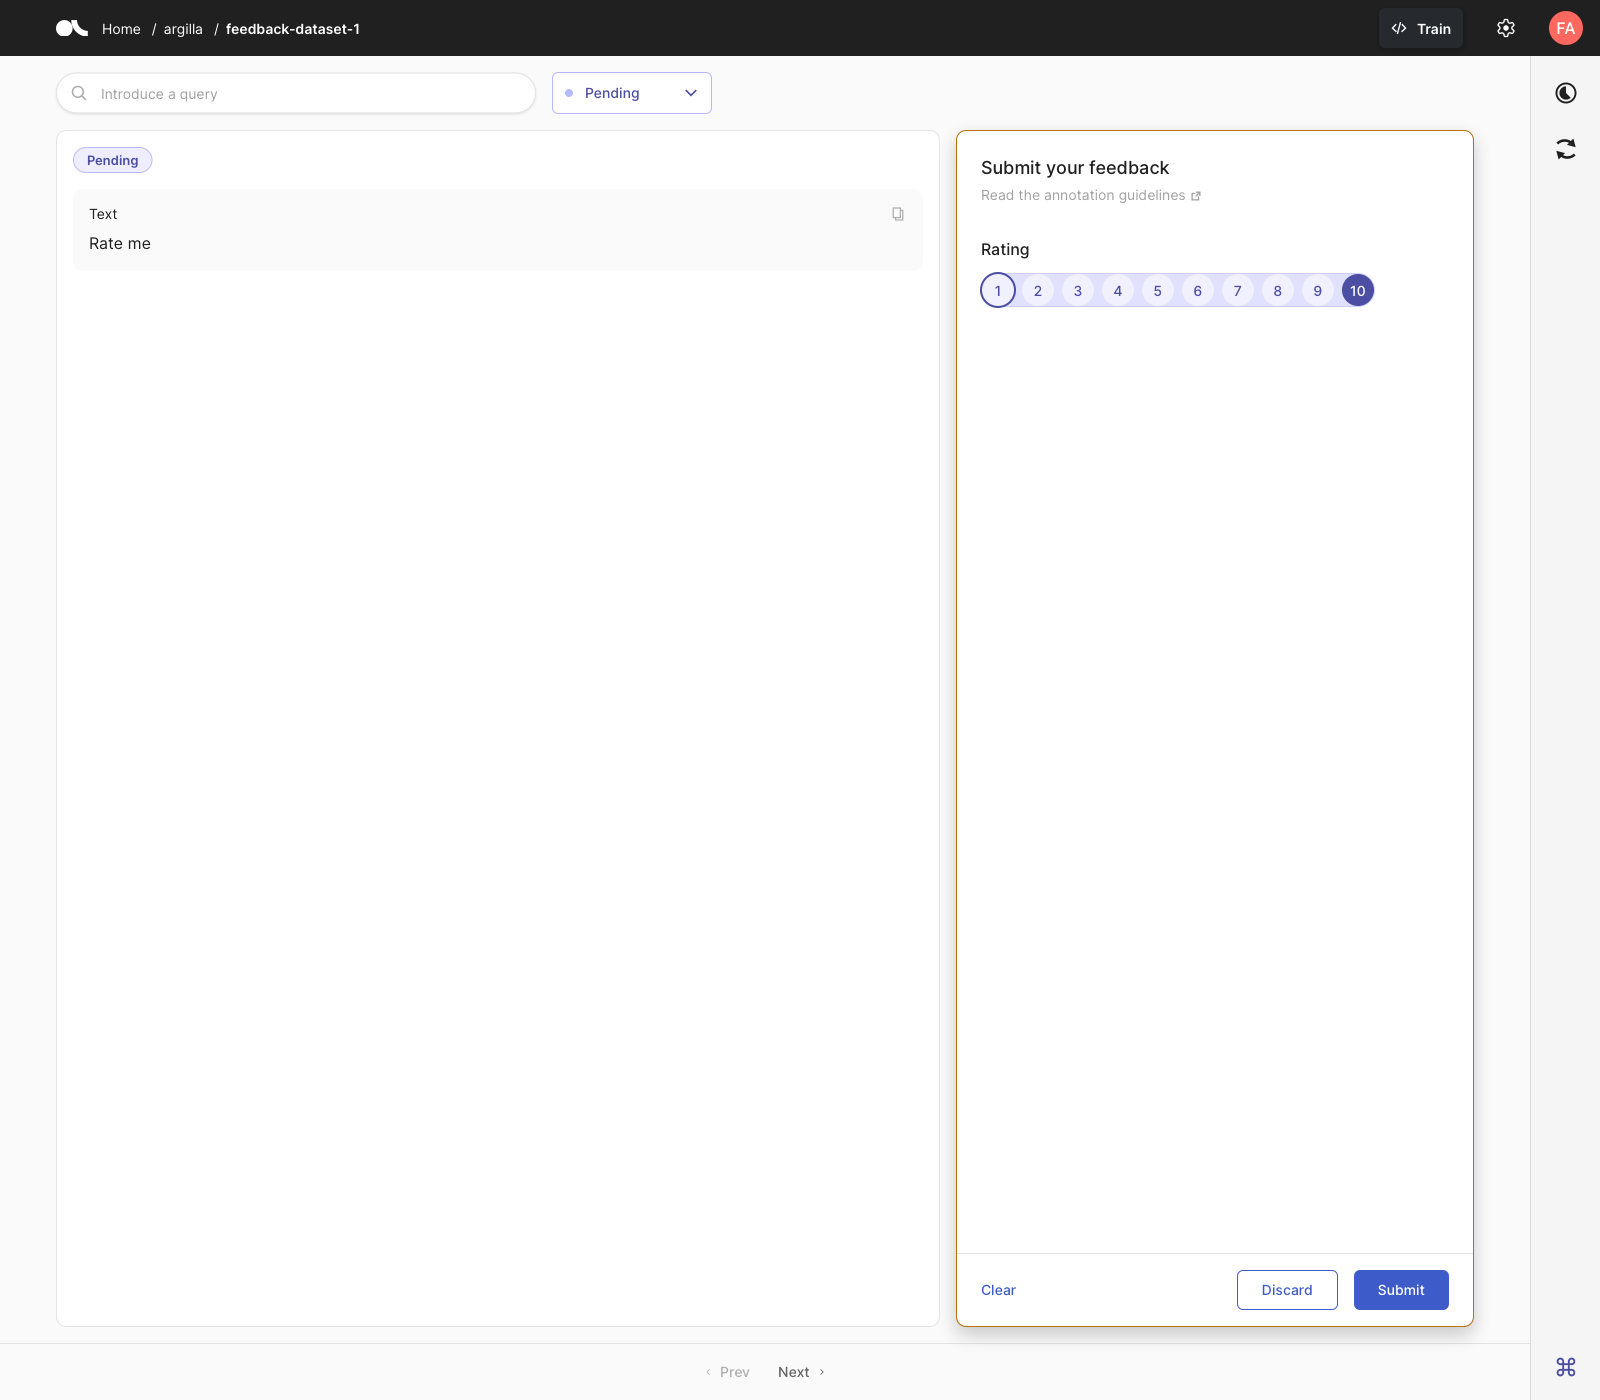 Home / argilla / feedback-dataset-1
Train
FA
Introduce a query
Pending
Pending
Text
Rate me
Submit your feedback
Read the annotation guidelines
Rating
1 2 3 4 5 6 7 8 9 10
Clear
Discard
Submit
Prev
Next